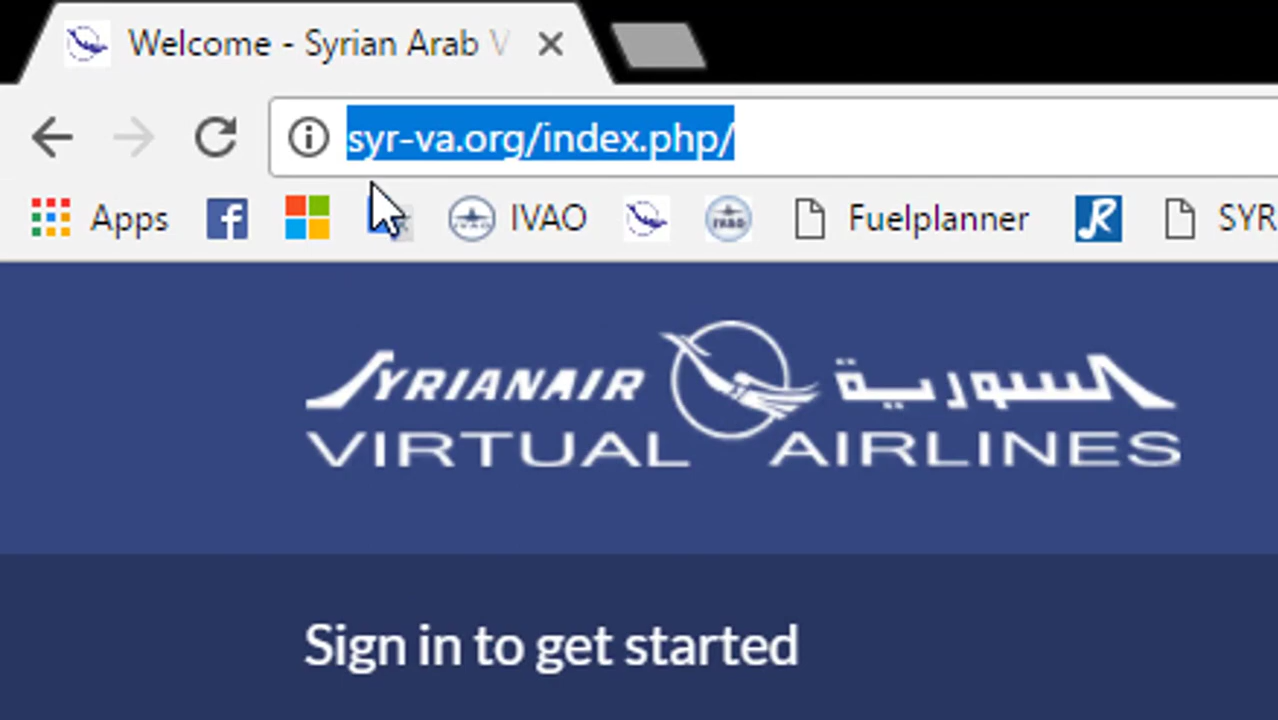 Welcome - Syrian Arab V
syr-va.org/index.php/
Apps IVAO Fuelplanner SYR
SYRIANAIR السورية
VIRTUAL AIRLINES
Sign in to get started